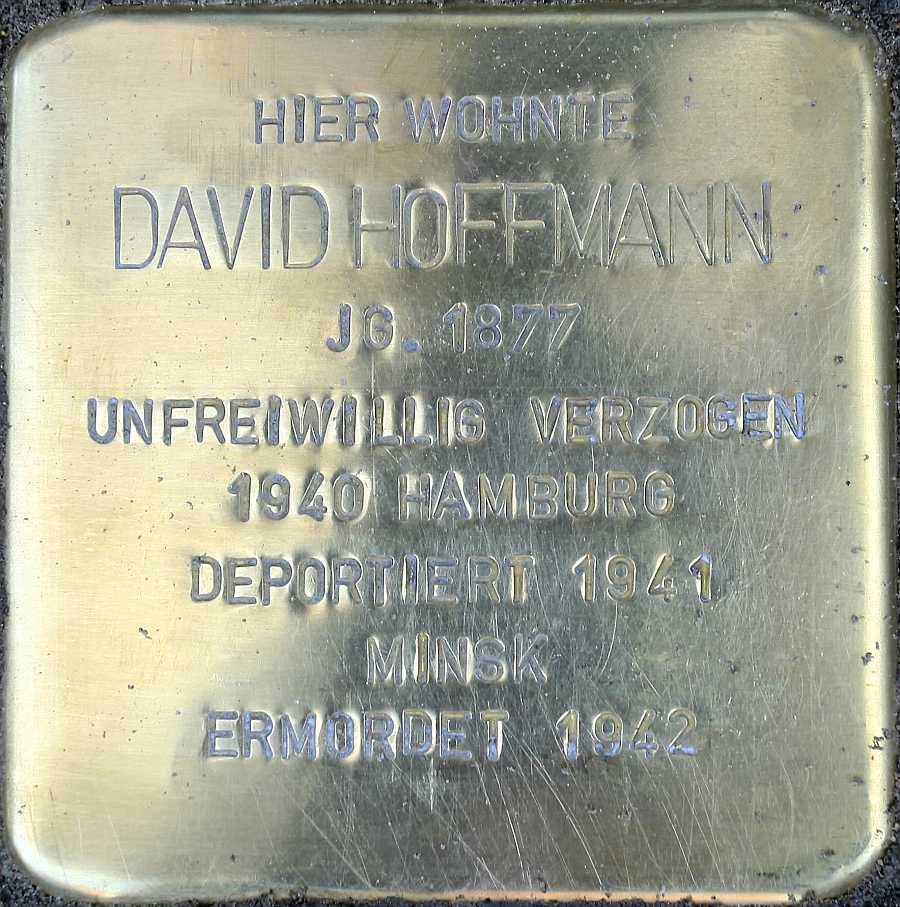 HIER WOHNTE
DAVID HOFFMANN
JG. 1877
UNFREIWILLIG VERZOGEN
1940 HAMBURG
DEPORTIERT 1941
MINSK
ERMORDET 1942